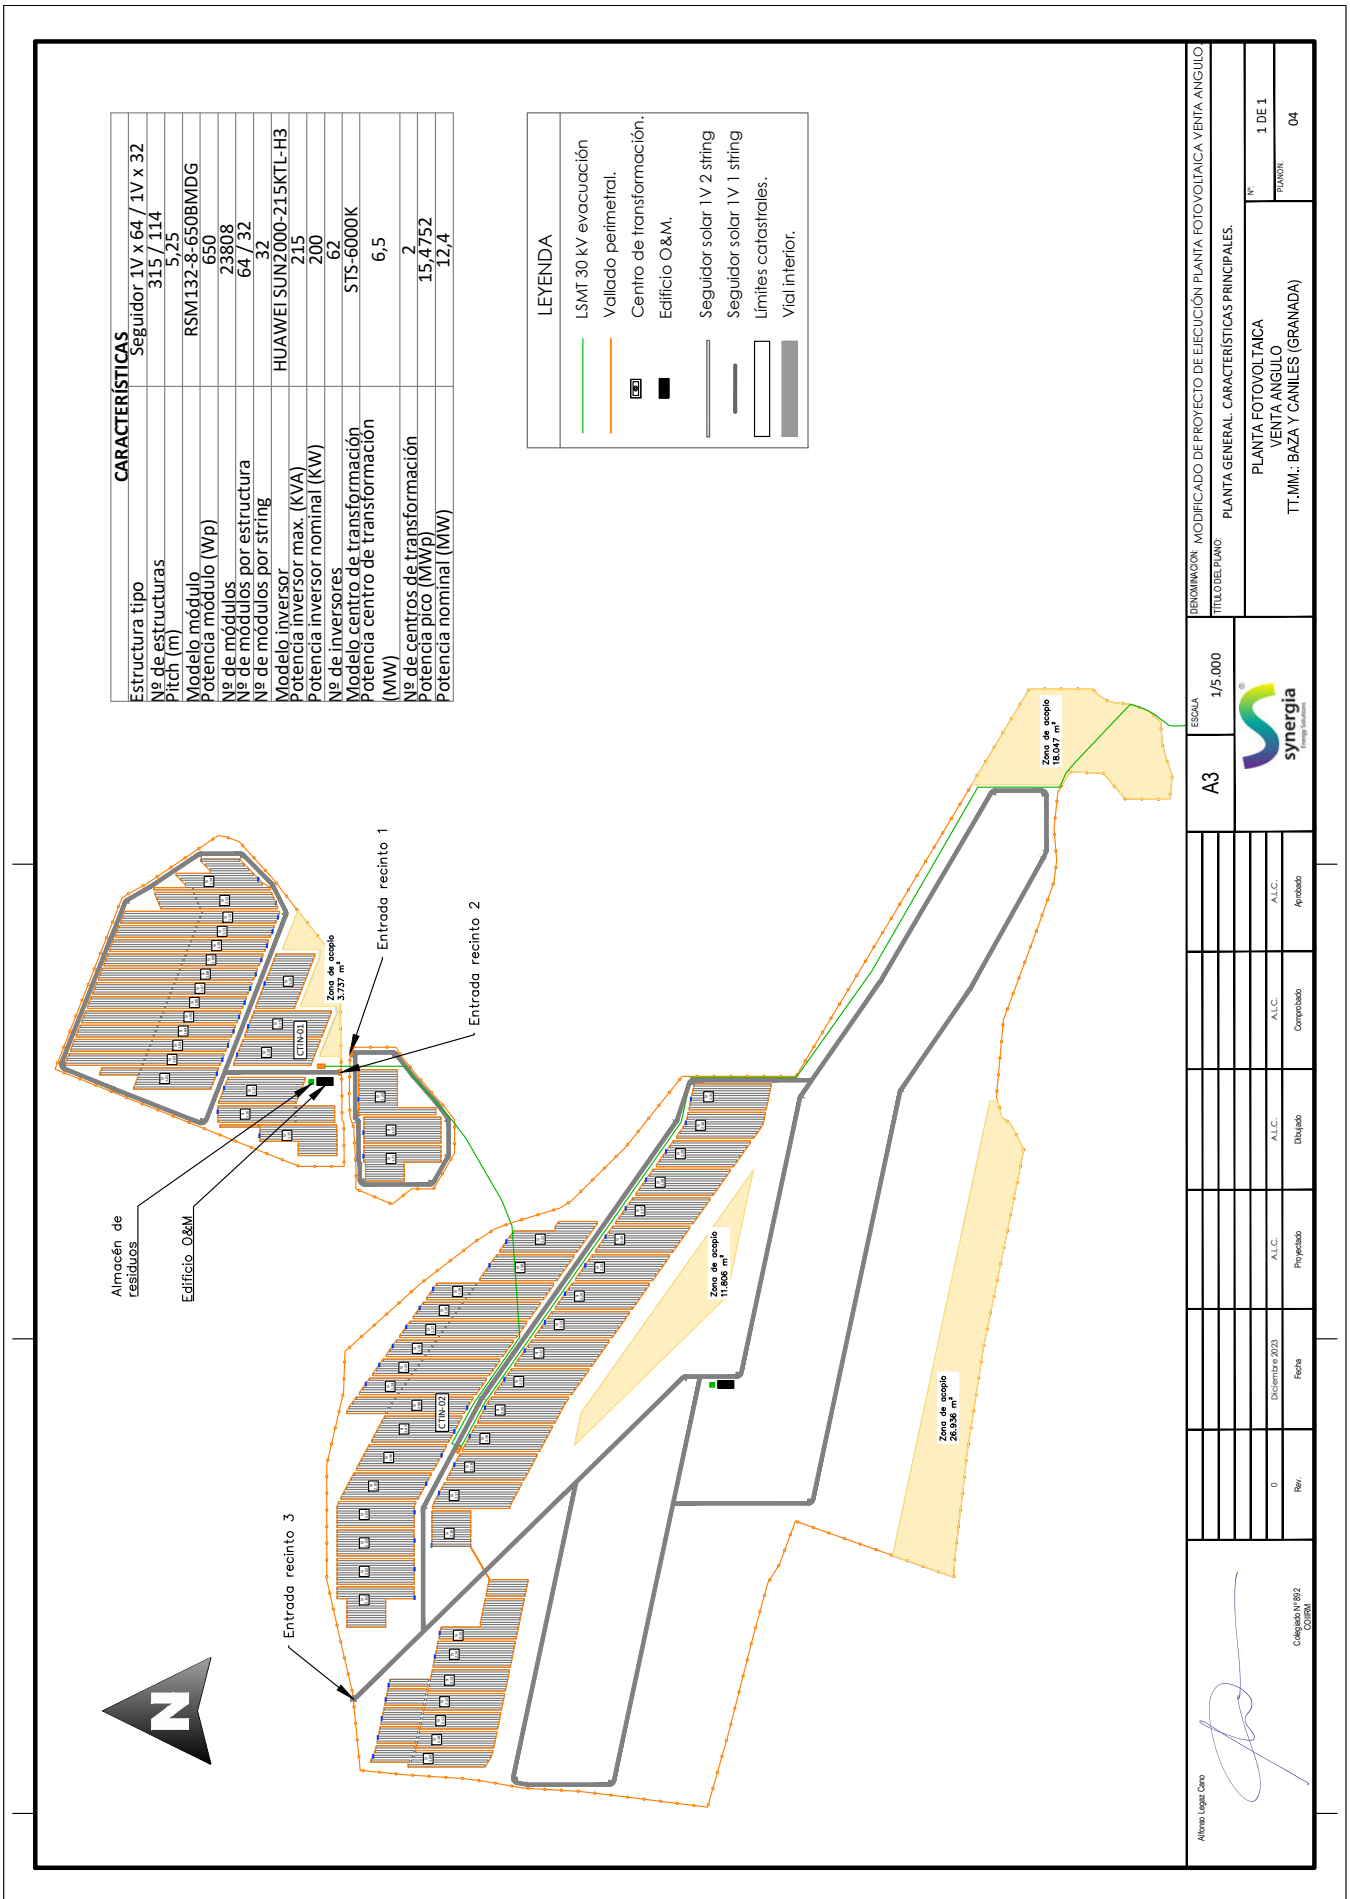 CARACTERÍSTICAS
Estructura tipo Seguidor 1V x 64 / 1V x 32
Nº de estructuras 315 / 114
Pitch (m) 5,25
Modelo módulo RSM132-8-650BMDG
Potencia módulo (Wp) 650
Nº de módulos 23808
Nº de módulos por estructura 64 / 32
Nº de módulos por string 32
Modelo inversor HUAWEI SUN2000-215KTL-H3
Potencia inversor max. (KVA) 215
Potencia inversor nominal (KW) 200
Nº de inversores 62
Modelo centro de transformación STS-6000K
Potencia centro de transformación (MW) 6,5
Nº de centros de transformación 2
Potencia pico (MWp) 15,4752
Potencia nominal (MW) 12,4
LEYENDA
LSMT 30 kV evacuación
Vallado perimetral.
Centro de transformación.
Edificio O&M.
Seguidor solar 1V 2 string
Seguidor solar 1V 1 string
Límites catastrales.
Vial interior.
Almacén de
residuos
Edificio O&M
Entrada recinto 1
Entrada recinto 2
Entrada recinto 3
CTIN-01
CTIN-02
Zona de acopio
3.737 m²
Zona de acopio
11.806 m²
Zona de acopio
18.047 m²
Zona de acopio
26.936 m²
N
Alfonso Legaz Cano
Colegiado Nº 892
COIIRM
0 Diciembre 2023 A.L.C. A.L.C. A.L.C. A.L.C.
Rev. Fecha Proyectado Dibujado Comprobado Aprobado
A3
ESCALA
1/5.000
synergia
Energy Solutions
®
DENOMINACION: MODIFICADO DE PROYECTO DE EJECUCIÓN PLANTA FOTOVOLTAICA VENTA ANGULO.
TÍTULO DEL PLANO:
PLANTA GENERAL. CARACTERÍSTICAS PRINCIPALES.
PLANTA FOTOVOLTAICA
VENTA ANGULO
TT.MM.: BAZA Y CANILES (GRANADA)
Nº:
1 DE 1
PLANO N:
04